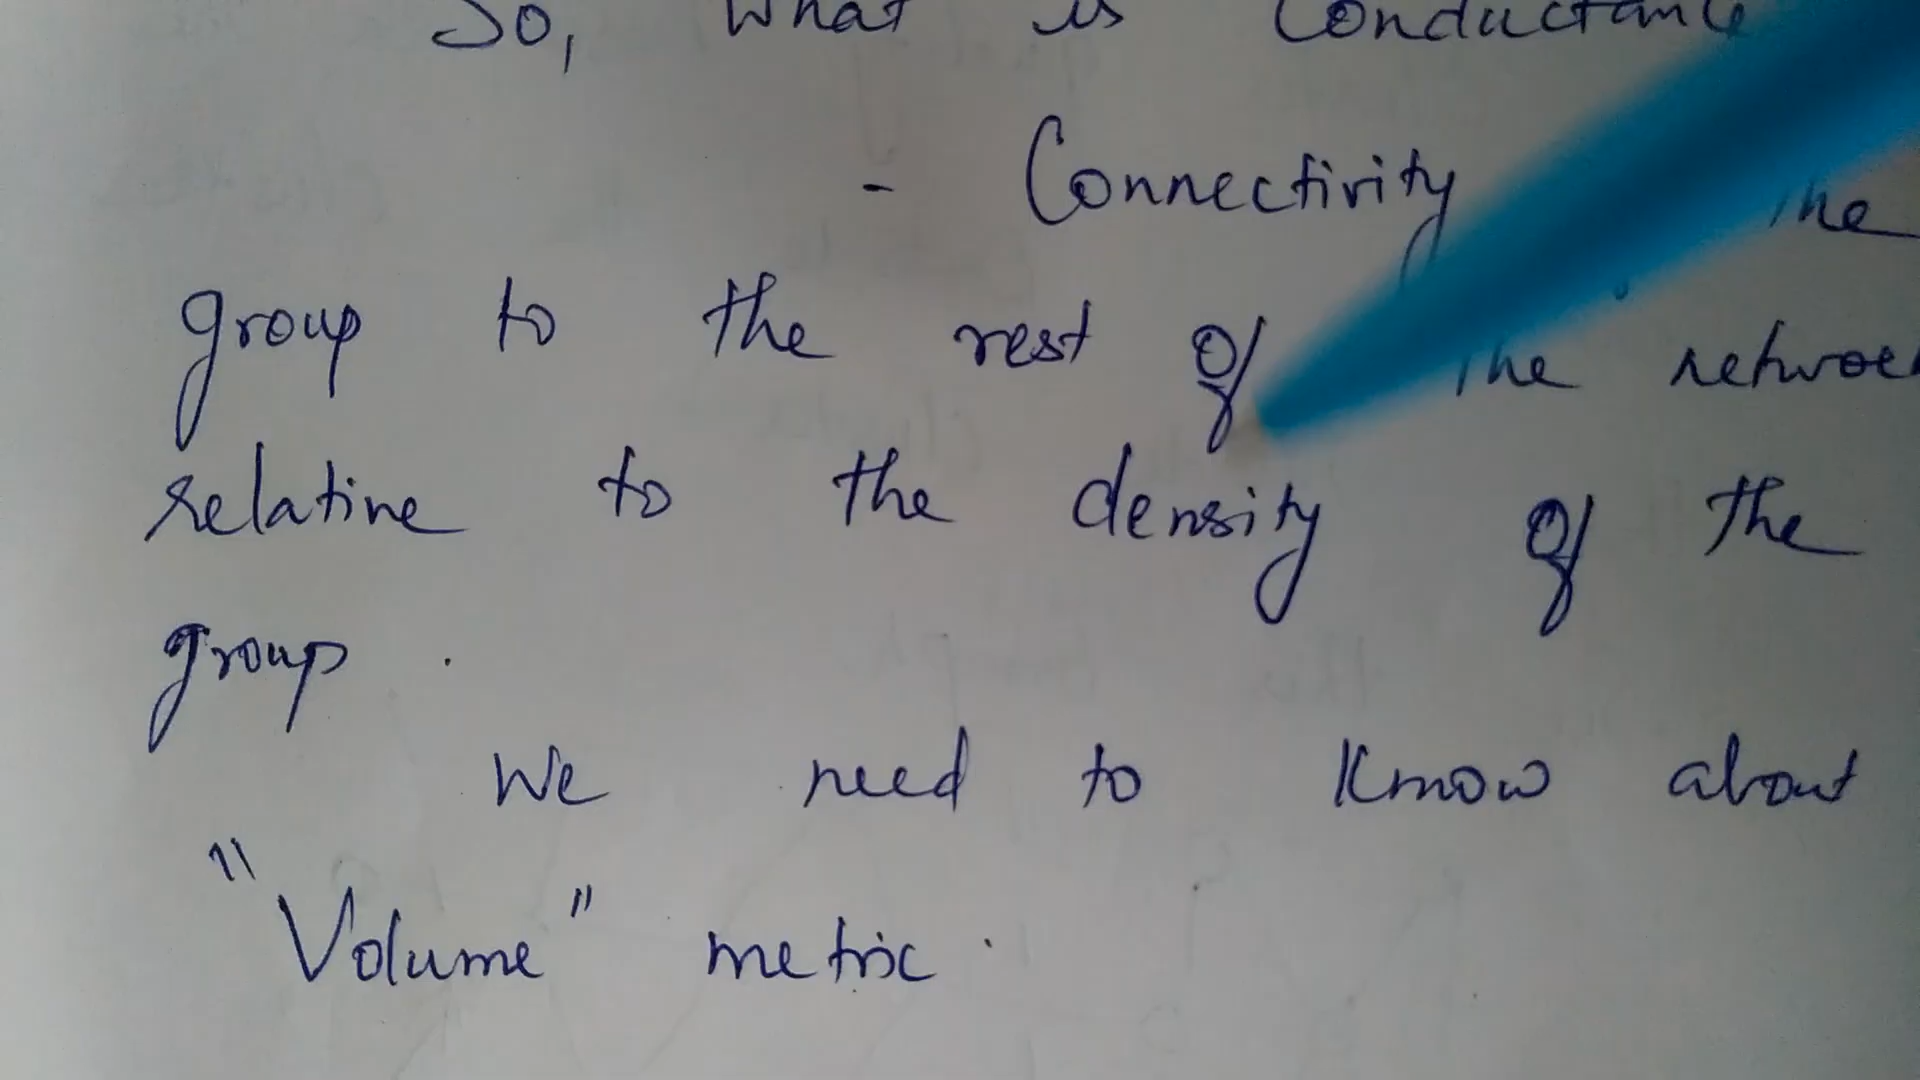 So, What is Conductance
- Connectivity the
group to the rest of the network
relative to the density of the
group.
We need to Know about
"Volume" metric.